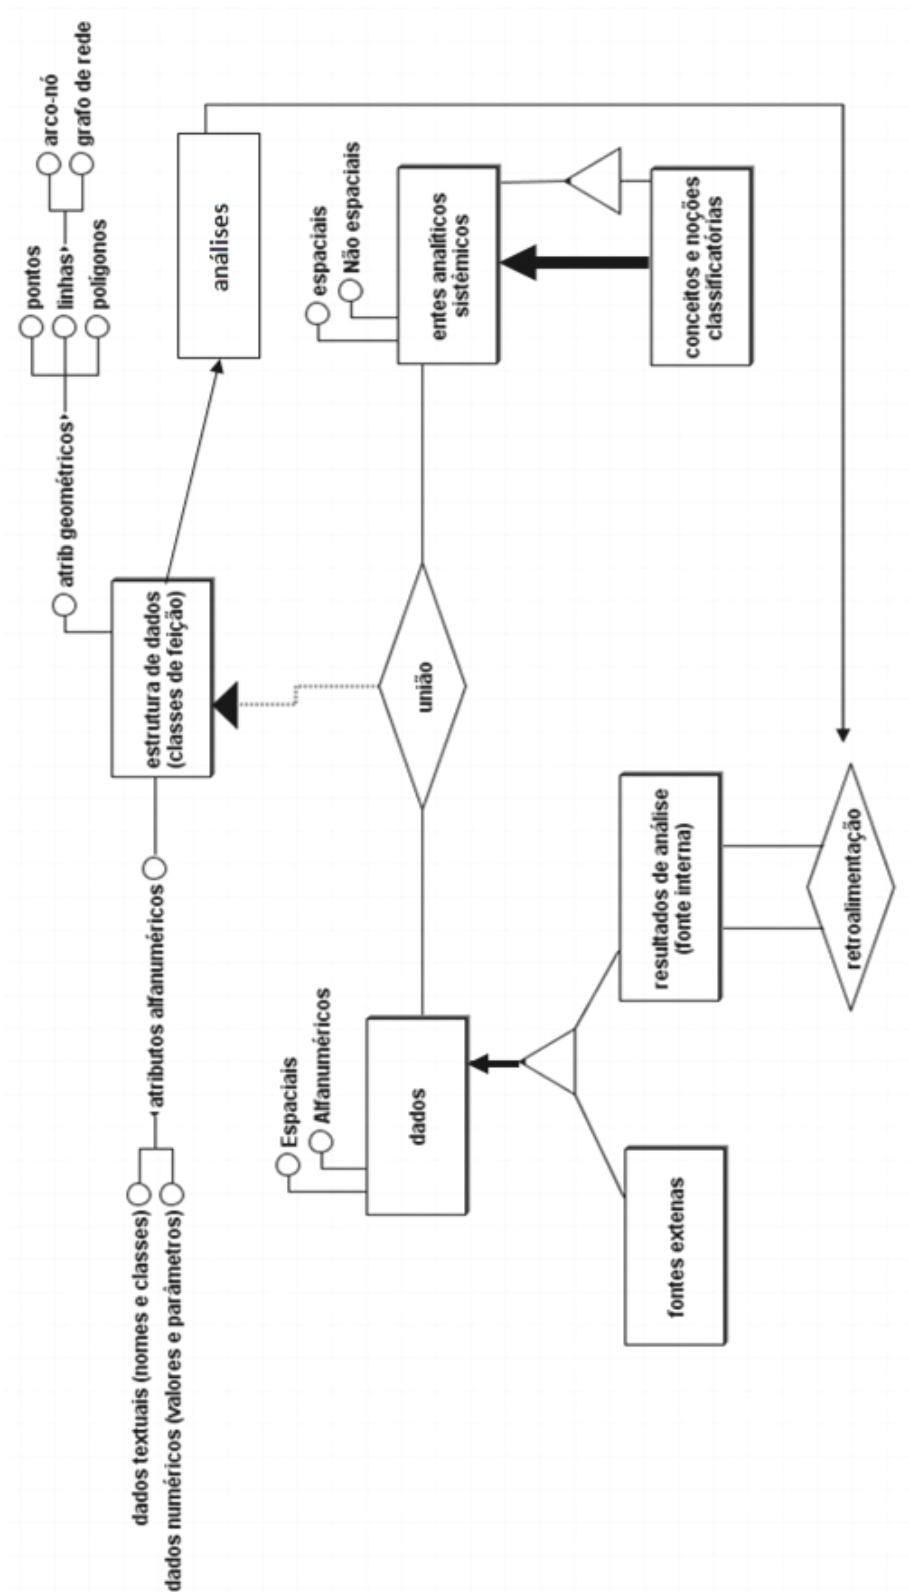 dados textuais (nomes e classes)
dados numéricos (valores e parâmetros)
atributos alfanuméricos
estrutura de dados
(classes de feição)
atrib geométricos
pontos
linhas
polígonos
arco-nó
grafo de rede
análises
Espaciais
Alfanuméricos
dados
união
espaciais
Não espaciais
entes analíticos
sistêmicos
fontes extenas
resultados de análise
(fonte interna)
conceitos e noções
classificatórias
retroalimentação